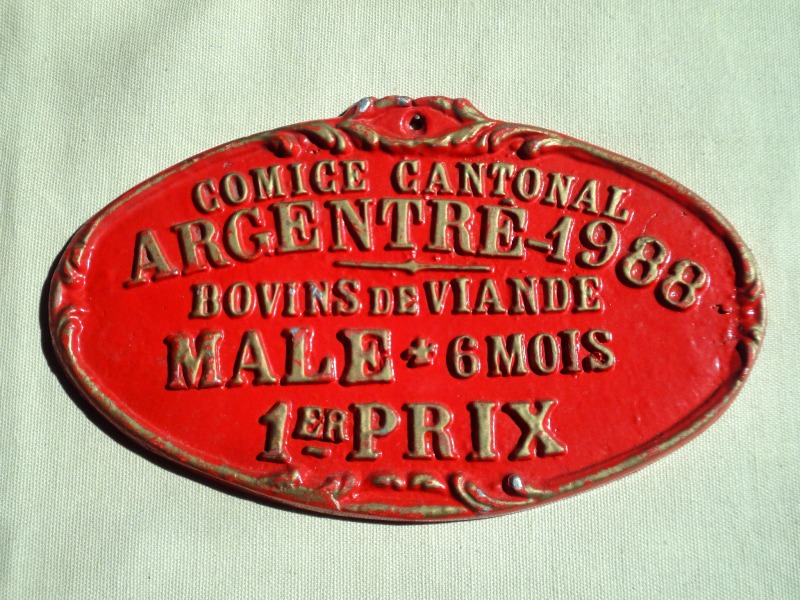 COMICE CANTONAL
ARGENTRÉ-1988
BOVINS DE VIANDE
MALE * 6 MOIS
1ER PRIX